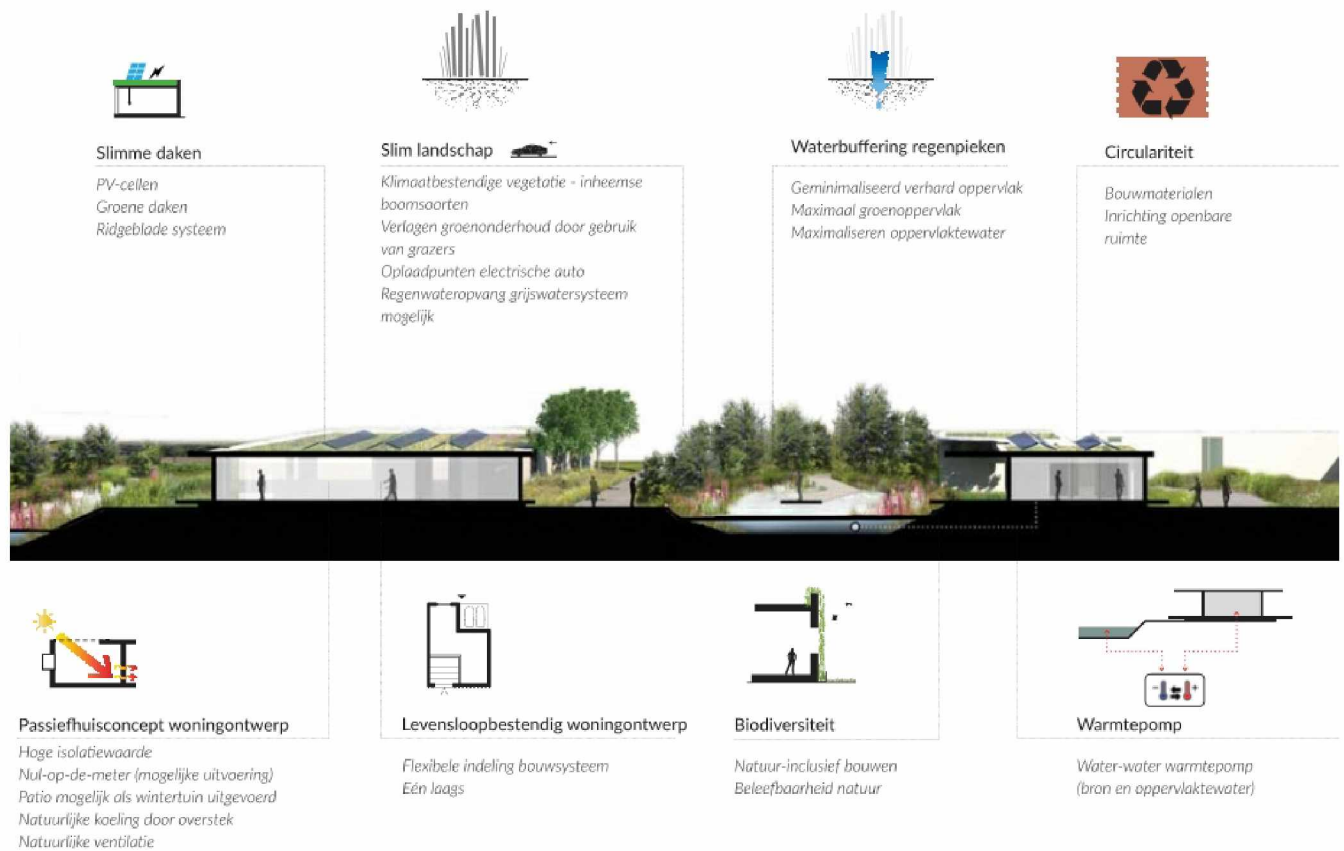 Slimme daken
PV-cellen
Groene daken
Ridgeblade systeem
Slim landschap
Klimaatbestendige vegetatie - inheemse
boomsoorten
Verlagen groenonderhoud door gebruik
van grazers
Oplaadpunten electrische auto
Regenwateropvang grijswatersysteem
mogelijk
Waterbuffering regenpieken
Geminimaliseerd verhard oppervlak
Maximaal groenoppervlak
Maximaliseren oppervlaktewater
Circulariteit
Bouwmaterialen
Inrichting openbare
ruimte
Passiefhuisconcept woningontwerp
Hoge isolatiewaarde
Nul-op-de-meter (mogelijke uitvoering)
Patio mogelijk als wintertuin uitgevoerd
Natuurlijke koeling door overstek
Natuurlijke ventilatie
Levensloopbestendig woningontwerp
Flexibele indeling bouwsysteem
Eén laags
Biodiversiteit
Natuur-inclusief bouwen
Beleefbaarheid natuur
Warmtepomp
Water-water warmtepomp
(bron en oppervlaktewater)